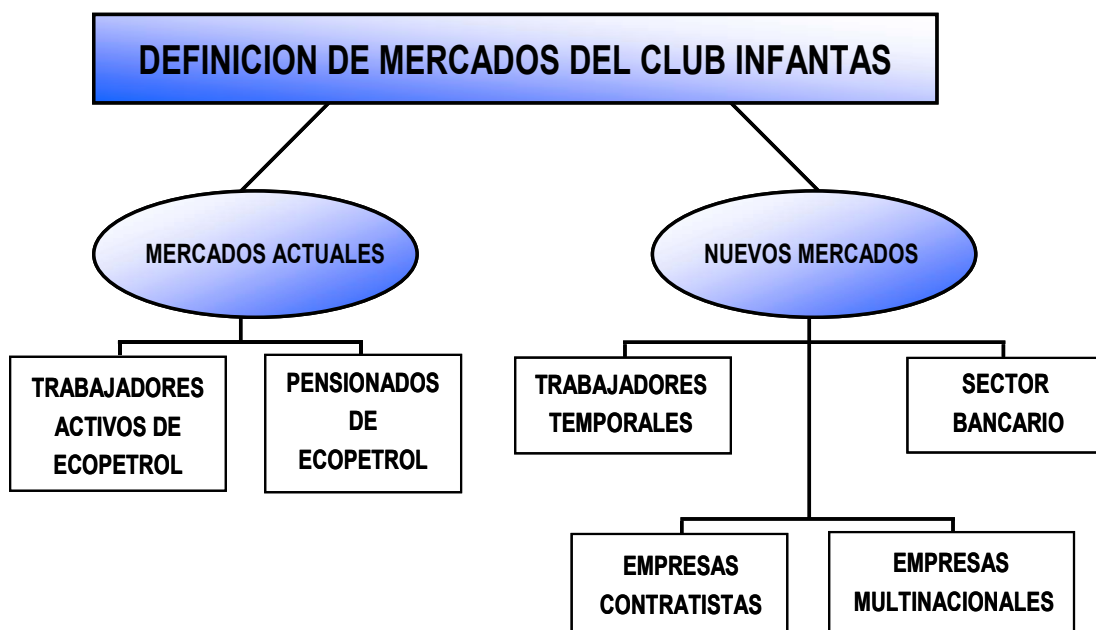 DEFINICION DE MERCADOS DEL CLUB INFANTAS
MERCADOS ACTUALES
NUEVOS MERCADOS
TRABAJADORES
ACTIVOS DE
ECOPETROL
PENSIONADOS
DE
ECOPETROL
TRABAJADORES
TEMPORALES
SECTOR
BANCARIO
EMPRESAS
CONTRATISTAS
EMPRESAS
MULTINACIONALES